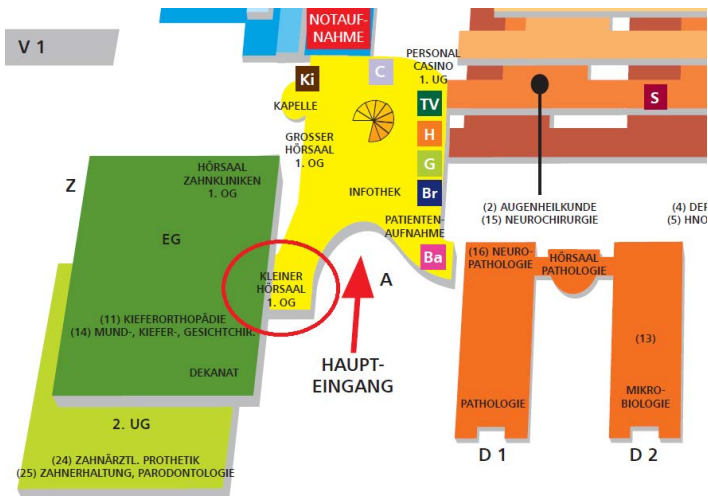 V 1
NOTAUF-
NAHME
Ki
C
PERSONAL
CASINO
1. UG
KAPELLE
TV
S
GROSSER
HÖRSAAL
1. OG
H
G
INFOTHEK
Br
PATIENTEN-
AUFNAHME
Ba
A
Z
HÖRSAAL
ZAHNKLINIKEN
1. OG
EG
KLEINER
HÖRSAAL
1. OG
(11) KIEFERORTHOPÄDIE
(14) MUND-, KIEFER-, GESICHTCHIR.
DEKANAT
HAUPT-
EINGANG
2. UG
(24) ZAHNÄRZTL. PROTHETIK
(25) ZAHNERHALTUNG, PARODONTOLOGIE
(2) AUGENHEILKUNDE
(15) NEUROCHIRURGIE
(4) DER
(5) HNO
(16) NEURO-
PATHOLOGIE
HÖRSAAL
PATHOLOGIE
(13)
PATHOLOGIE
MIKRO-
BIOLOGIE
D 1
D 2